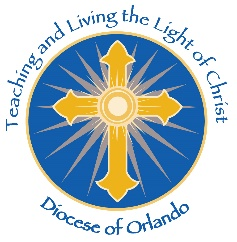 Teaching and Living the Light of Christ
Diocese of Orlando